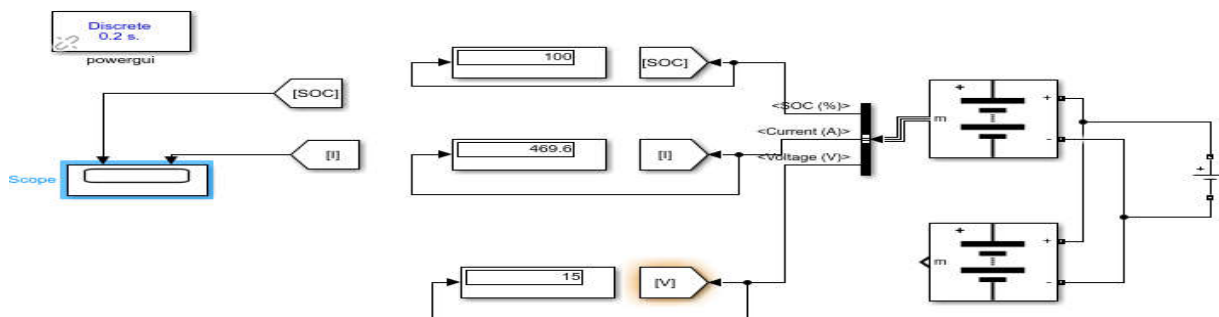 Discrete
0.2 s.
powergui
[SOC]
[I]
Scope
100
[SOC]
469.6
[I]
15
[V]
<SOC (%)>
<Current (A)>
<Voltage (V)>
+
m
+
-
+
m
+
-
+